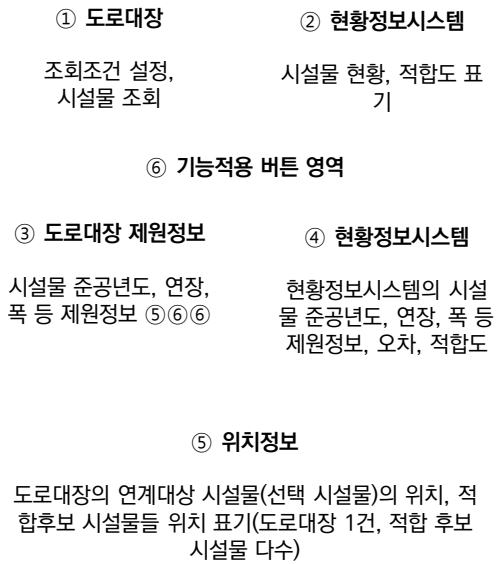 ① 도로대장
조회조건 설정,
시설물 조회
② 현황정보시스템
시설물 현황, 적합도 표
기
⑥ 기능적용 버튼 영역
③ 도로대장 제원정보
시설물 준공년도, 연장,
폭 등 제원정보 ⑤⑥⑥
④ 현황정보시스템
현황정보시스템의 시설
물 준공년도, 연장, 폭 등
제원정보, 오차, 적합도
⑤ 위치정보
도로대장의 연계대상 시설물(선택 시설물)의 위치, 적
합후보 시설물들 위치 표기(도로대장 1건, 적합 후보
시설물 다수)